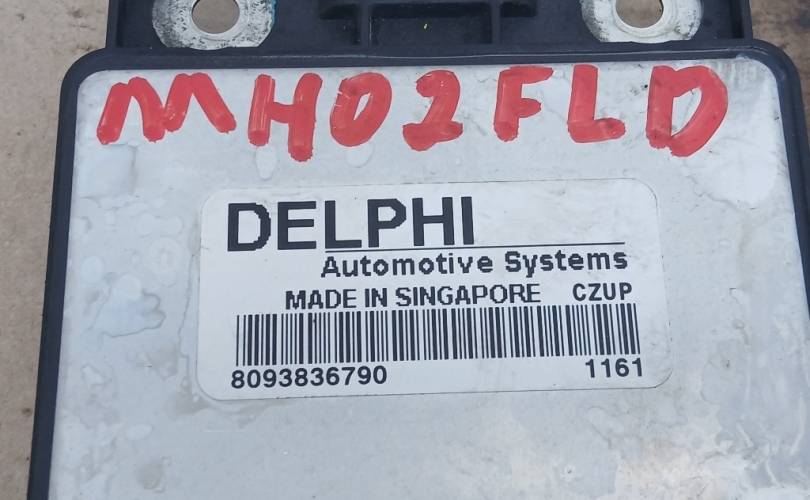 MH02FLD
DELPHI
Automotive Systems
MADE IN SINGAPORE CZUP
8093836790 1161